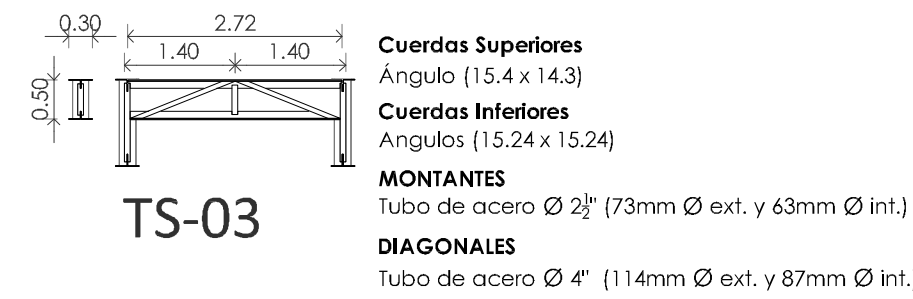 0.30
2.72
1.40
1.40
0.50
TS-03
Cuerdas Superiores
Ángulo (15.4 x 14.3)
Cuerdas Inferiores
Angulos (15.24 x 15.24)
MONTANTES
Tubo de acero Ø 2½" (73mm Ø ext. y 63mm Ø int.)
DIAGONALES
Tubo de acero Ø 4" (114mm Ø ext. y 87mm Ø int.